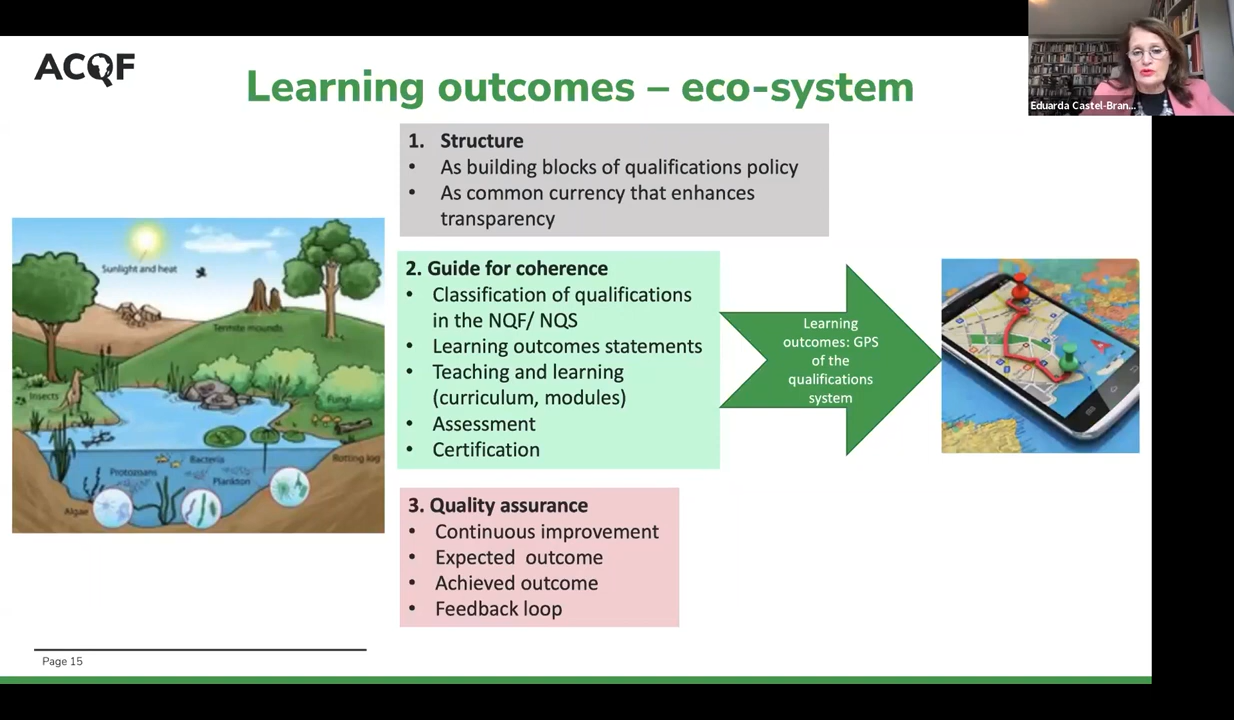 ACQF
Learning outcomes – eco-system
Eduarda Castel-Bran...
1. Structure
• As building blocks of qualifications policy
• As common currency that enhances
transparency
Sunlight and heat
Termite mounds
Insects
Fungi
Rotting log
Bacteria
Protozoans
Plankton
Algae
2. Guide for coherence
• Classification of qualifications
in the NQF/ NQS
• Learning outcomes statements
• Teaching and learning
(curriculum, modules)
• Assessment
• Certification
Learning
outcomes: GPS
of the
qualifications
system
3. Quality assurance
• Continuous improvement
• Expected outcome
• Achieved outcome
• Feedback loop
Page 15